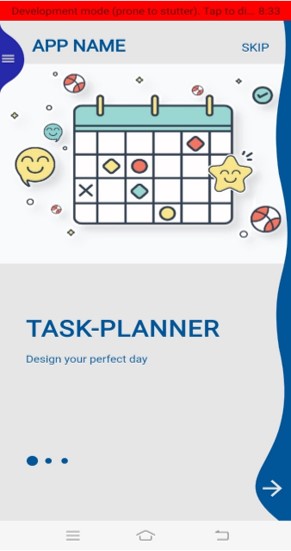 Development mode (prone to stutter). Tap to di... 8:33
APP NAME
SKIP
TASK-PLANNER
Design your perfect day